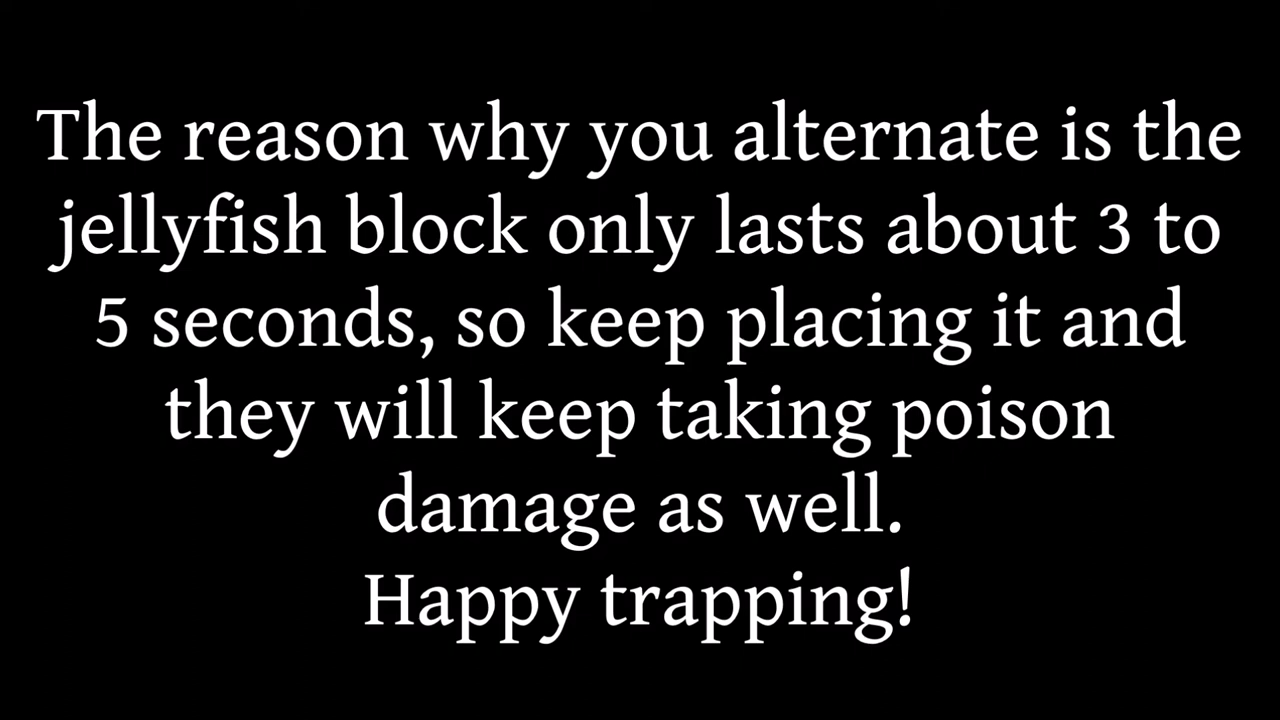 The reason why you alternate is the
jellyfish block only lasts about 3 to
5 seconds, so keep placing it and
they will keep taking poison
damage as well.
Happy trapping!